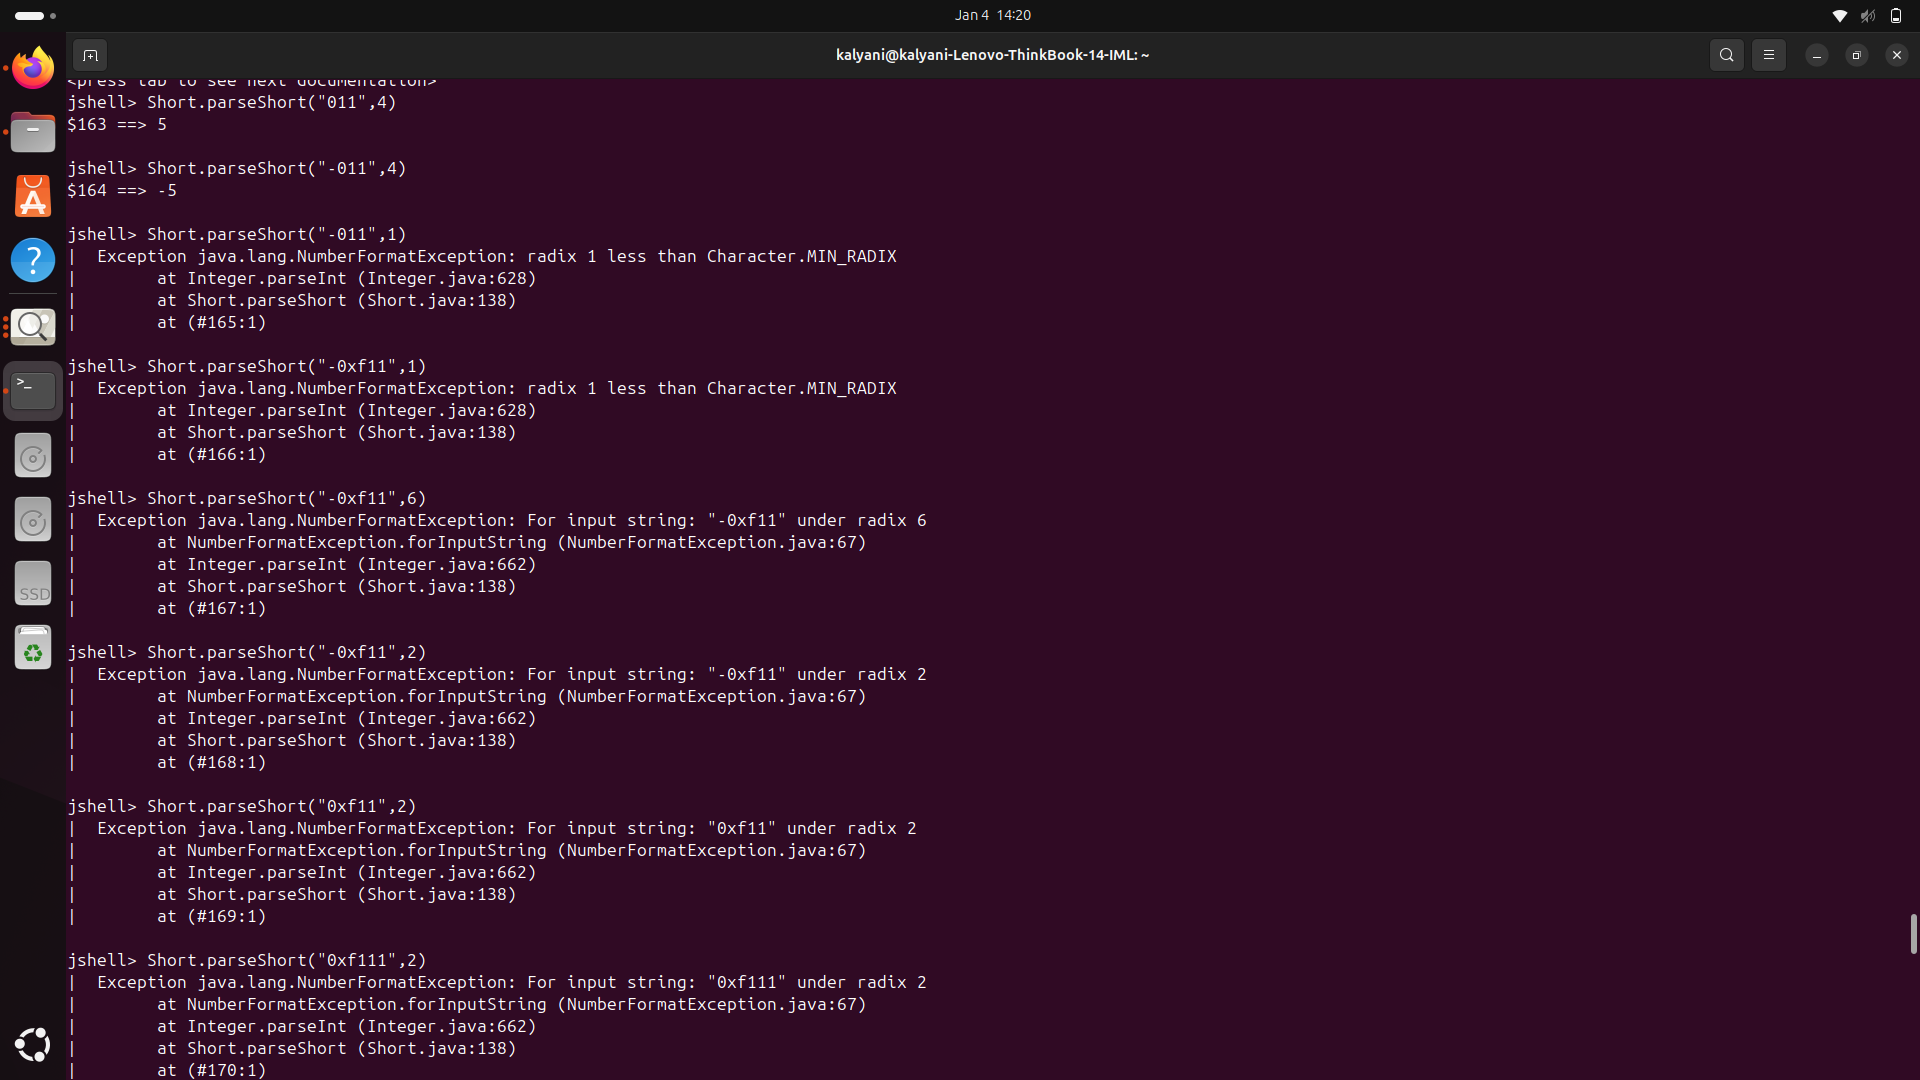 Jan 4 14:20
kalyani@kalyani-Lenovo-ThinkBook-14-IML: ~
<press tab to see next documentation>
jshell> Short.parseShort("011",4)
$163 ==> 5
jshell> Short.parseShort("-011",4)
$164 ==> -5
jshell> Short.parseShort("-011",1)
|  Exception java.lang.NumberFormatException: radix 1 less than Character.MIN_RADIX
|        at Integer.parseInt (Integer.java:628)
|        at Short.parseShort (Short.java:138)
|        at (#165:1)
jshell> Short.parseShort("-0xf11",1)
|  Exception java.lang.NumberFormatException: radix 1 less than Character.MIN_RADIX
|        at Integer.parseInt (Integer.java:628)
|        at Short.parseShort (Short.java:138)
|        at (#166:1)
jshell> Short.parseShort("-0xf11",6)
|  Exception java.lang.NumberFormatException: For input string: "-0xf11" under radix 6
|        at NumberFormatException.forInputString (NumberFormatException.java:67)
|        at Integer.parseInt (Integer.java:662)
|        at Short.parseShort (Short.java:138)
|        at (#167:1)
jshell> Short.parseShort("-0xf11",2)
|  Exception java.lang.NumberFormatException: For input string: "-0xf11" under radix 2
|        at NumberFormatException.forInputString (NumberFormatException.java:67)
|        at Integer.parseInt (Integer.java:662)
|        at Short.parseShort (Short.java:138)
|        at (#168:1)
jshell> Short.parseShort("0xf11",2)
|  Exception java.lang.NumberFormatException: For input string: "0xf11" under radix 2
|        at NumberFormatException.forInputString (NumberFormatException.java:67)
|        at Integer.parseInt (Integer.java:662)
|        at Short.parseShort (Short.java:138)
|        at (#169:1)
jshell> Short.parseShort("0xf111",2)
|  Exception java.lang.NumberFormatException: For input string: "0xf111" under radix 2
|        at NumberFormatException.forInputString (NumberFormatException.java:67)
|        at Integer.parseInt (Integer.java:662)
|        at Short.parseShort (Short.java:138)
|        at (#170:1)
SSD